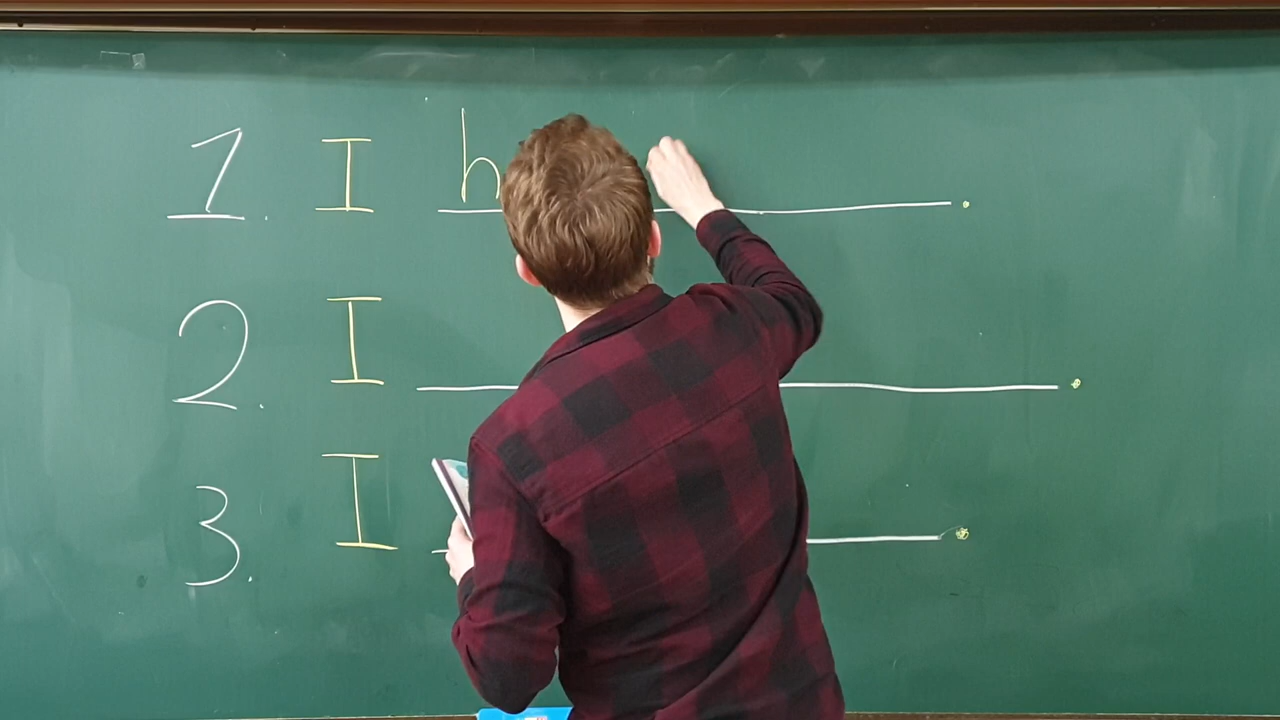 1. I h
2. I .
3. I .